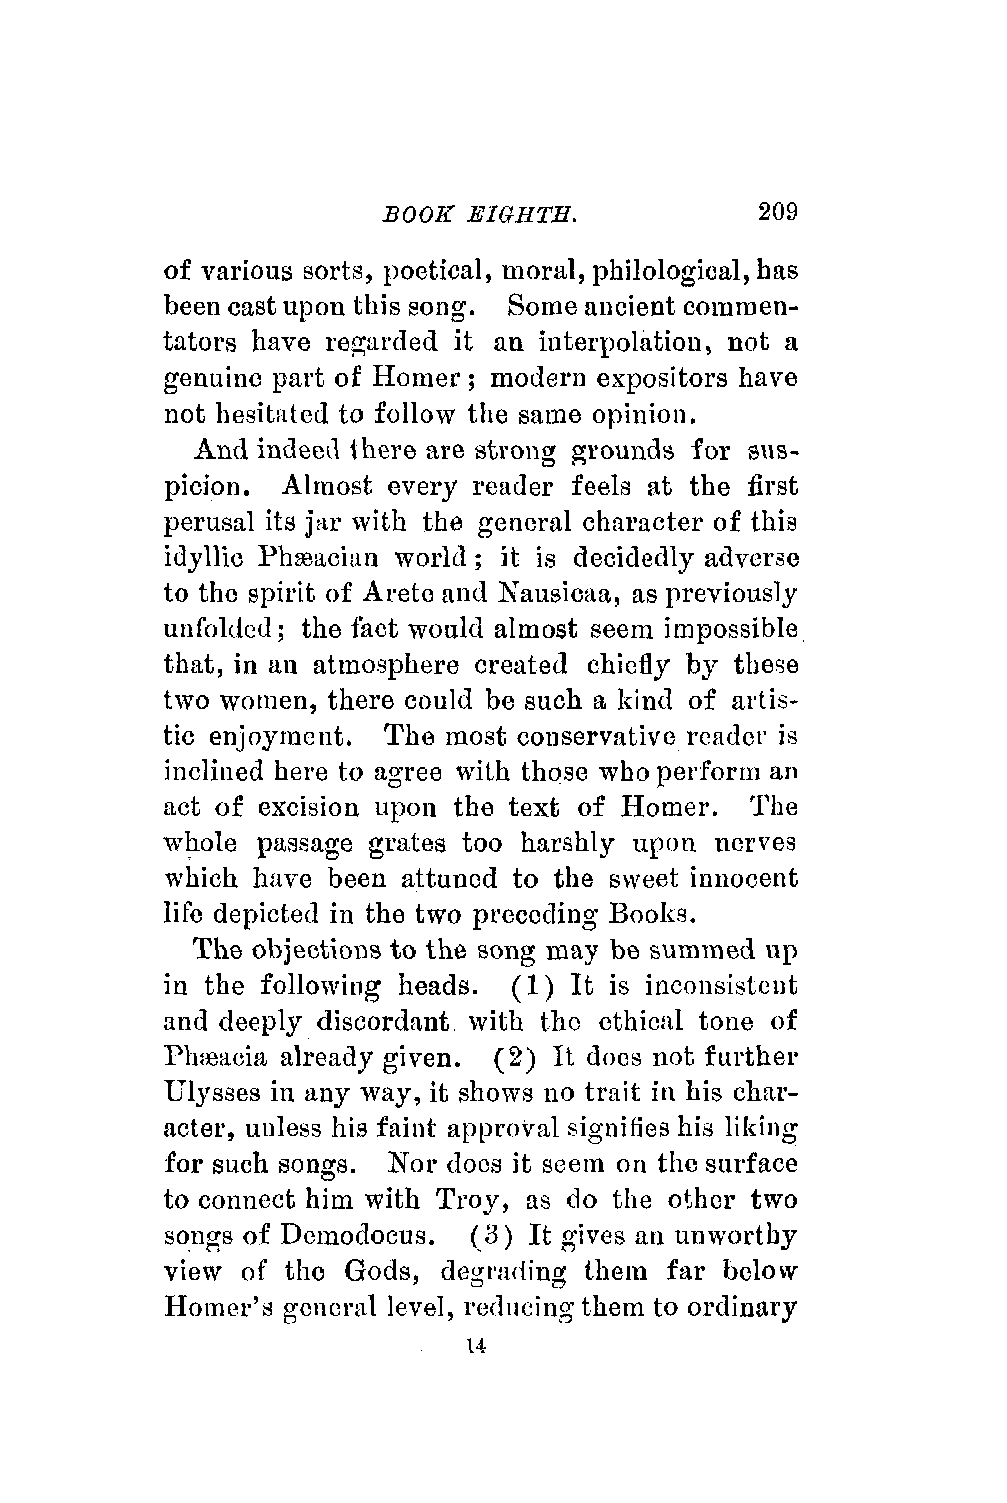 BOOK EIGHTH. 209
of various sorts, poetical, moral, philological, has
been cast upon this song. Some ancient commen-
tators have regarded it an interpolation, not a
genuine part of Homer; modern expositors have
not hesitated to follow the same opinion.
And indeed there are strong grounds for sus-
picion. Almost every reader feels at the first
perusal its jar with the general character of this
idyllic Phæacian world; it is decidedly adverse
to the spirit of Arete and Nausicaa, as previously
unfolded; the fact would almost seem impossible
that, in an atmosphere created chiefly by these
two women, there could be such a kind of artis-
tic enjoyment. The most conservative reader is
inclined here to agree with those who perform an
act of excision upon the text of Homer. The
whole passage grates too harshly upon nerves
which have been attuned to the sweet innocent
life depicted in the two preceding Books.
The objections to the song may be summed up
in the following heads. (1) It is inconsistent
and deeply discordant with the ethical tone of
Phæacia already given. (2) It does not further
Ulysses in any way, it shows no trait in his char-
acter, unless his faint approval signifies his liking
for such songs. Nor does it seem on the surface
to connect him with Troy, as do the other two
songs of Demodocus. (3) It gives an unworthy
view of the Gods, degrading them far below
Homer's general level, reducing them to ordinary
14